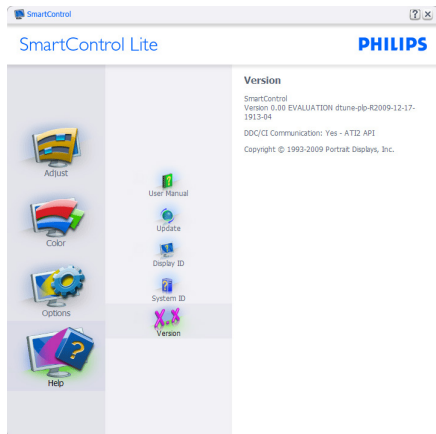 SmartControl
SmartControl Lite
PHILIPS
Adjust
Color
Options
Help
User Manual
Update
Display ID
System ID
X.X
Version
Version
SmartControl
Version 0.00 EVALUATION dtune-plp-R2009-12-17-
1913-04
DDC/CI Communication: Yes - ATI2 API
Copyright © 1993-2009 Portrait Displays, Inc.